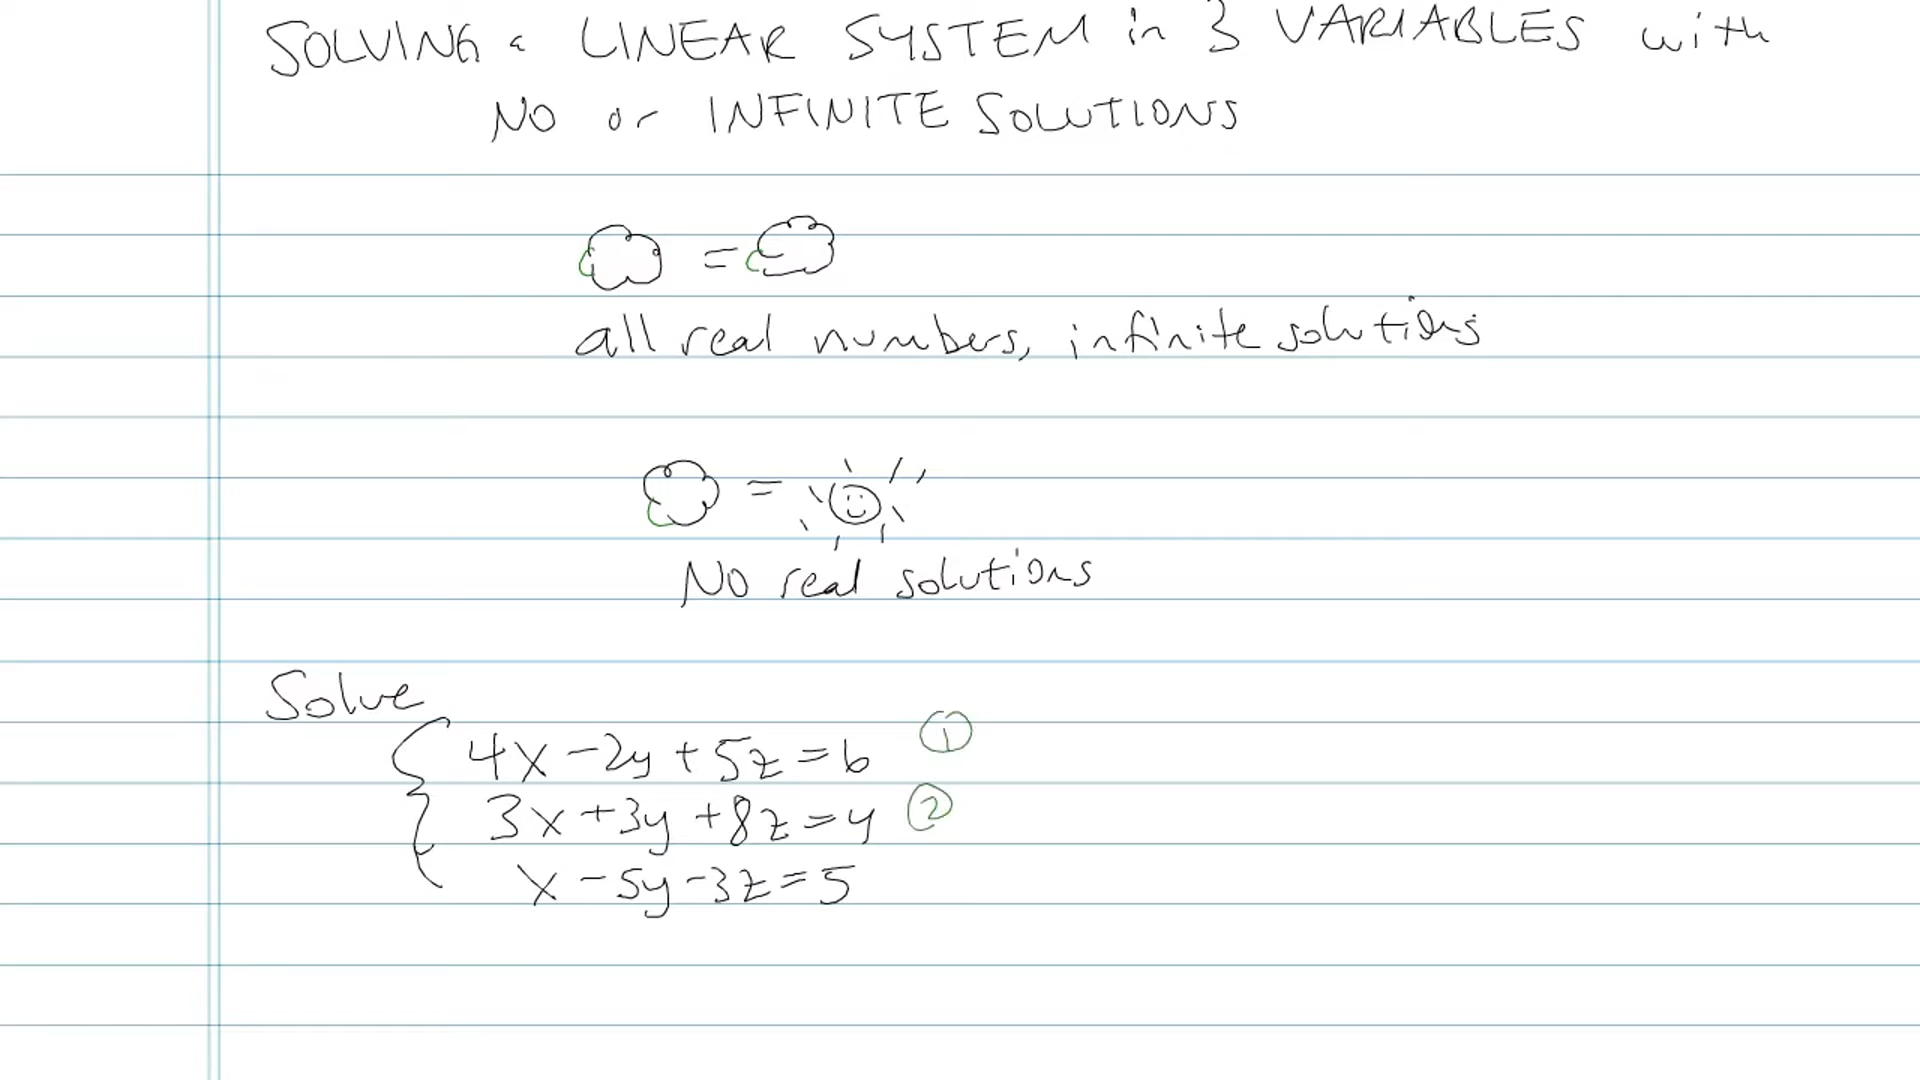 SOLVING a LINEAR SYSTEM in 3 VARIABLES with
NO or INFINITE SOLUTIONS
=
all real numbers, infinite solutions
=
No real solutions
Solve
4x-2y+5z=6 ①
3x+3y+8z=4 ②
x-5y-3z=5